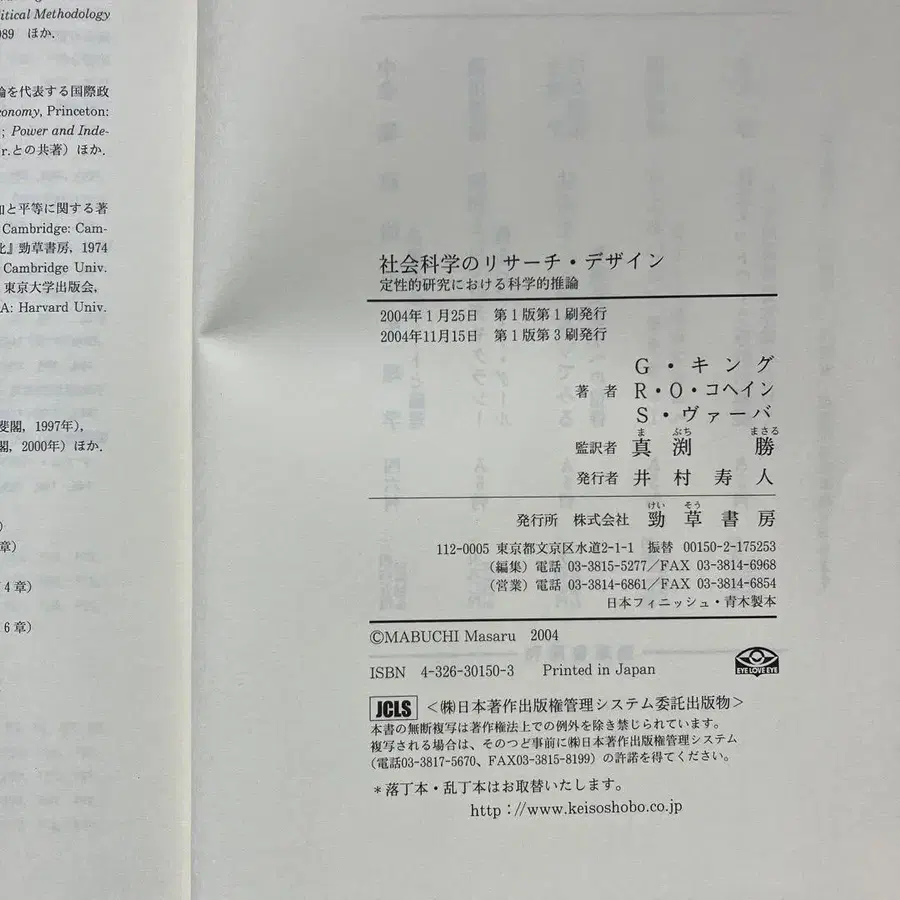 litical Methodology
989 ほか.
論を代表する国際政
conomy, Princeton:
; Power and Inde-
r.との共著）ほか.
和と平等に関する著
Cambridge: Cam-
化』勁草書房, 1974
Cambridge Univ.
東京大学出版会,
A: Harvard Univ.
斐閣, 1997年),
閣, 2000年) ほか.
)
章)
4章)
6章)
社会科学のリサーチ・デザイン
定性的研究における科学的推論
2004年1月25日 第1版第1刷発行
2004年11月15日 第1版第3刷発行
G・キング
著者 R・O・コヘイン
S・ヴァーバ
ま ぶち まさる
監訳者 真渕 勝
発行者 井村寿人
けい そう
発行所 株式会社 勁草書房
112-0005 東京都文京区水道2-1-1 振替 00150-2-175253
(編集) 電話 03-3815-5277／FAX 03-3814-6968
(営業) 電話 03-3814-6861／FAX 03-3814-6854
日本フィニッシュ・青木製本
©MABUCHI Masaru 2004
ISBN 4-326-30150-3 Printed in Japan
EYE LOVE EYE
JCLS ＜㈱日本著作出版権管理システム委託出版物＞
本書の無断複写は著作権法上での例外を除き禁じられています。
複写される場合は、そのつど事前に㈱日本著作出版権管理システム
（電話03-3817-5670、FAX03-3815-8199）の許諾を得てください。
＊落丁本・乱丁本はお取替いたします。
http://www.keisoshobo.co.jp